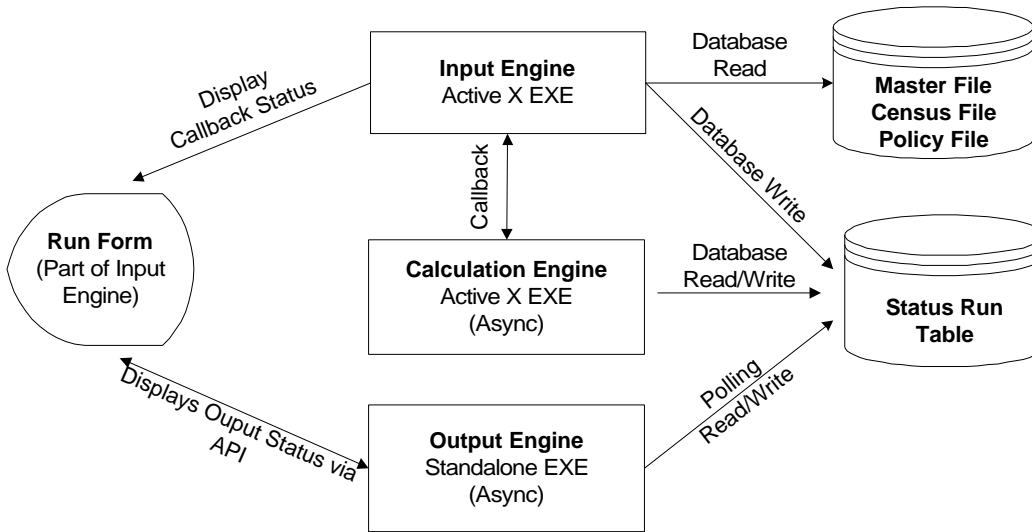 Input Engine
Active X EXE
Database
Read
Master File
Census File
Policy File
Display
Callback Status
Callback
Database Write
Run Form
(Part of Input
Engine)
Calculation Engine
Active X EXE
(Async)
Database
Read/Write
Status Run
Table
Displays Ouput Status via
API
Output Engine
Standalone EXE
(Async)
Polling
Read/Write